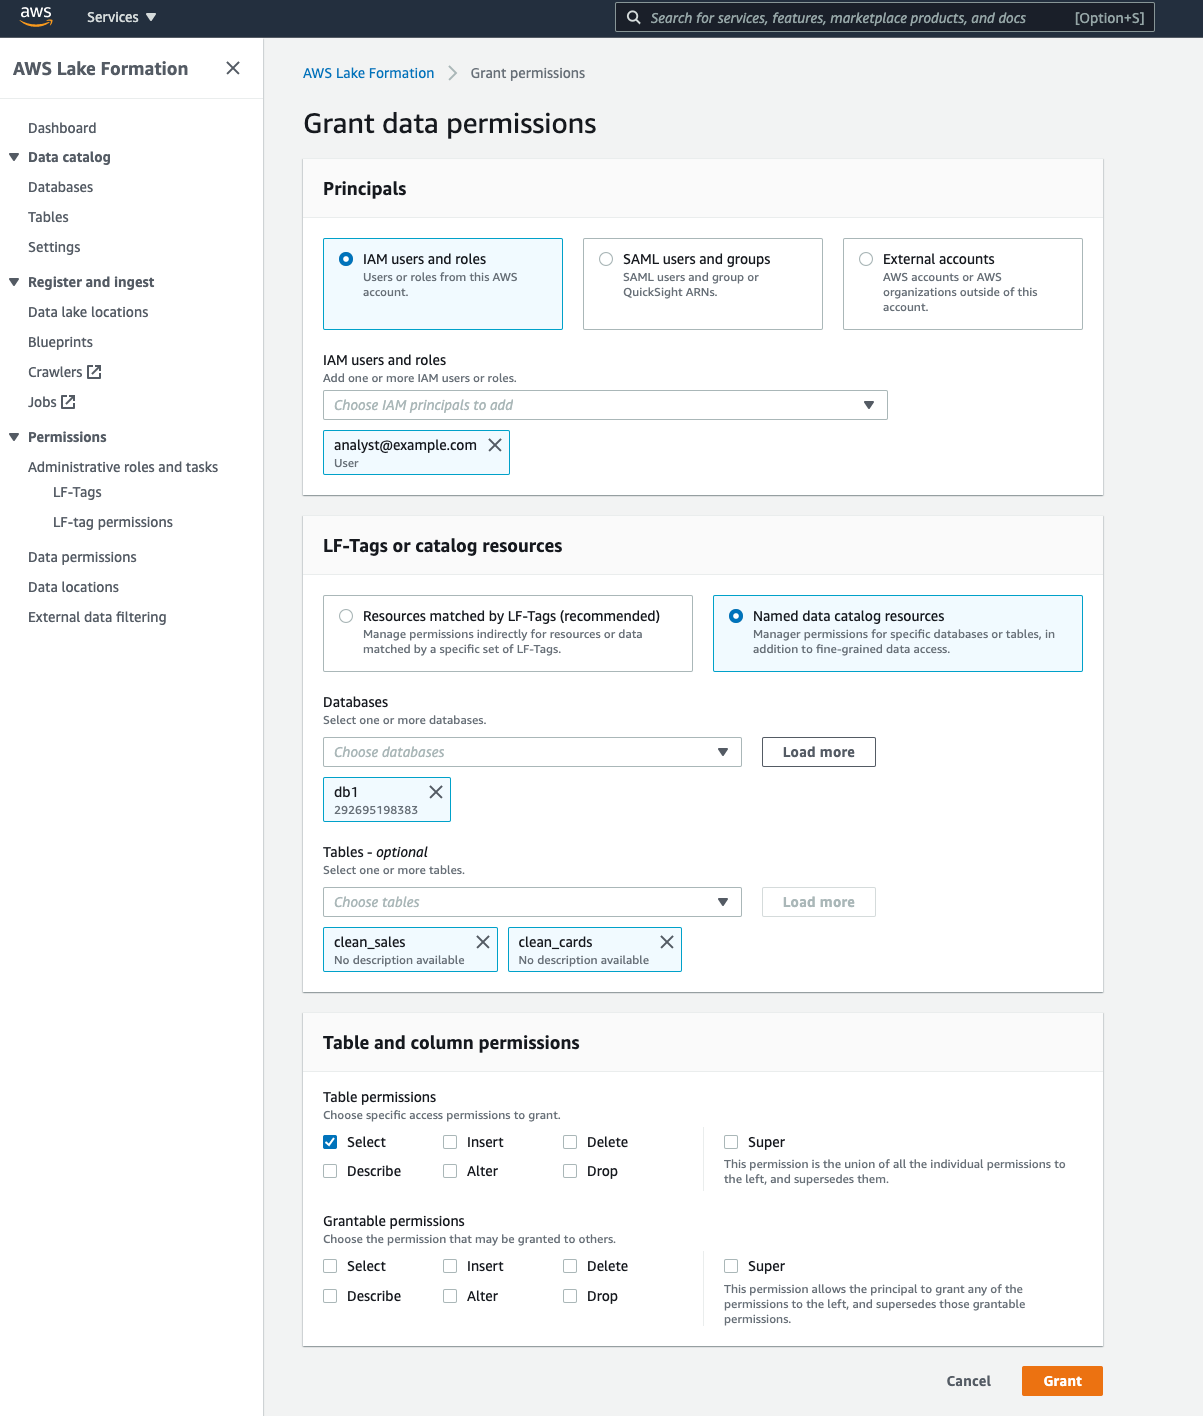 aws
Services
Search for services, features, marketplace products, and docs
[Option+S]
AWS Lake Formation
Dashboard
Data catalog
Databases
Tables
Settings
Register and ingest
Data lake locations
Blueprints
Crawlers
Jobs
Permissions
Administrative roles and tasks
LF-Tags
LF-tag permissions
Data permissions
Data locations
External data filtering
AWS Lake Formation
Grant permissions
Grant data permissions
Principals
IAM users and roles
Users or roles from this AWS
account.
SAML users and groups
SAML users and group or
QuickSight ARNs.
External accounts
AWS accounts or AWS
organizations outside of this
account.
IAM users and roles
Add one or more IAM users or roles.
Choose IAM principals to add
analyst@example.com
User
LF-Tags or catalog resources
Resources matched by LF-Tags (recommended)
Manage permissions indirectly for resources or data
matched by a specific set of LF-Tags.
Named data catalog resources
Manager permissions for specific databases or tables, in
addition to fine-grained data access.
Databases
Select one or more databases.
Choose databases
Load more
db1
292695198383
Tables - optional
Select one or more tables.
Choose tables
Load more
clean_sales
No description available
clean_cards
No description available
Table and column permissions
Table permissions
Choose specific access permissions to grant.
Select
Insert
Delete
Describe
Alter
Drop
Super
This permission is the union of all the individual permissions to
the left, and supersedes them.
Grantable permissions
Choose the permission that may be granted to others.
Select
Insert
Delete
Describe
Alter
Drop
Super
This permission allows the principal to grant any of the
permissions to the left, and supersedes those grantable
permissions.
Cancel
Grant